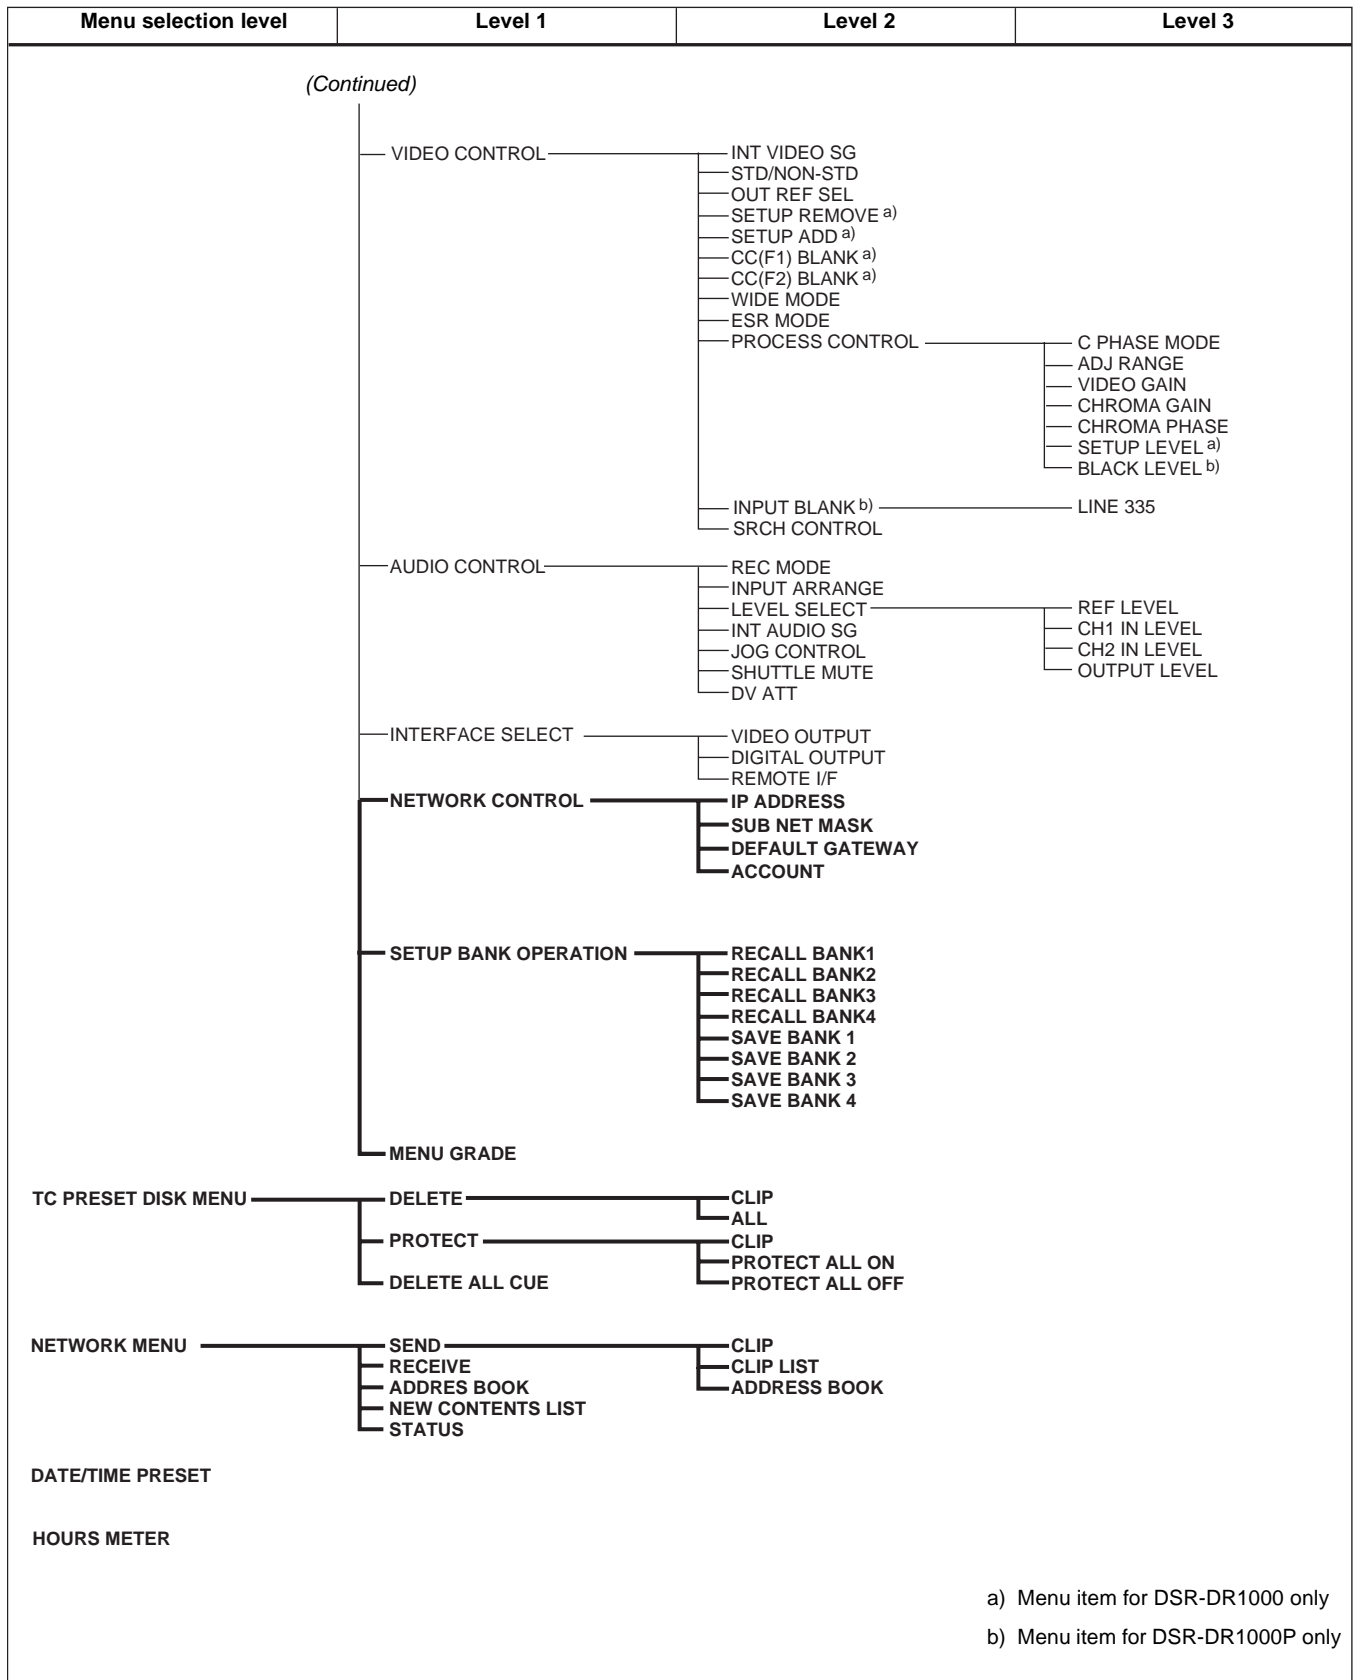 Menu selection level Level 1 Level 2 Level 3
(Continued)
VIDEO CONTROL INT VIDEO SG
STD/NON-STD
OUT REF SEL
SETUP REMOVE a)
SETUP ADD a)
CC(F1) BLANK a)
CC(F2) BLANK a)
WIDE MODE
ESR MODE
PROCESS CONTROL C PHASE MODE
ADJ RANGE
VIDEO GAIN
CHROMA GAIN
CHROMA PHASE
SETUP LEVEL a)
BLACK LEVEL b)
INPUT BLANK b) LINE 335
SRCH CONTROL
AUDIO CONTROL REC MODE
INPUT ARRANGE
LEVEL SELECT REF LEVEL
INT AUDIO SG CH1 IN LEVEL
JOG CONTROL CH2 IN LEVEL
SHUTTLE MUTE OUTPUT LEVEL
DV ATT
INTERFACE SELECT VIDEO OUTPUT
DIGITAL OUTPUT
REMOTE I/F
NETWORK CONTROL IP ADDRESS
SUB NET MASK
DEFAULT GATEWAY
ACCOUNT
SETUP BANK OPERATION RECALL BANK1
RECALL BANK2
RECALL BANK3
RECALL BANK4
SAVE BANK 1
SAVE BANK 2
SAVE BANK 3
SAVE BANK 4
MENU GRADE
TC PRESET DISK MENU DELETE CLIP
ALL
PROTECT CLIP
PROTECT ALL ON
DELETE ALL CUE PROTECT ALL OFF
NETWORK MENU SEND CLIP
RECEIVE CLIP LIST
ADDRES BOOK ADDRESS BOOK
NEW CONTENTS LIST
STATUS
DATE/TIME PRESET
HOURS METER
a) Menu item for DSR-DR1000 only
b) Menu item for DSR-DR1000P only